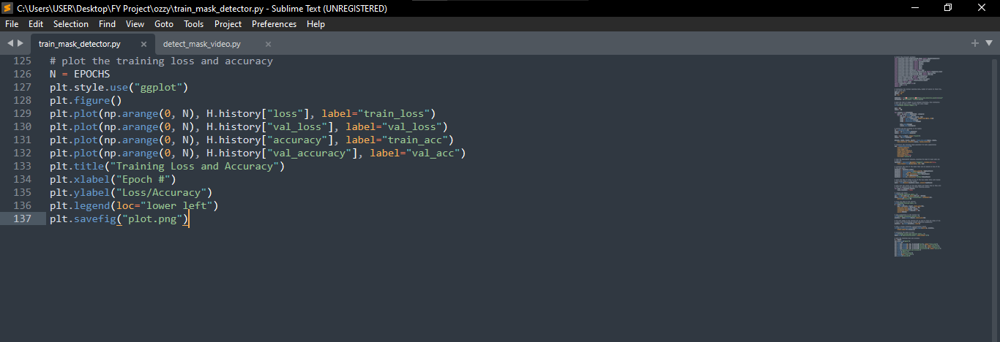 C:\Users\USER\Desktop\FY Project\ozzy\train_mask_detector.py - Sublime Text (UNREGISTERED)
File Edit Selection Find View Goto Tools Project Preferences Help
train_mask_detector.py × detect_mask_video.py ×
125 # plot the training loss and accuracy
126 N = EPOCHS
127 plt.style.use("ggplot")
128 plt.figure()
129 plt.plot(np.arange(0, N), H.history["loss"], label="train_loss")
130 plt.plot(np.arange(0, N), H.history["val_loss"], label="val_loss")
131 plt.plot(np.arange(0, N), H.history["accuracy"], label="train_acc")
132 plt.plot(np.arange(0, N), H.history["val_accuracy"], label="val_acc")
133 plt.title("Training Loss and Accuracy")
134 plt.xlabel("Epoch #")
135 plt.ylabel("Loss/Accuracy")
136 plt.legend(loc="lower left")
137 plt.savefig("plot.png")